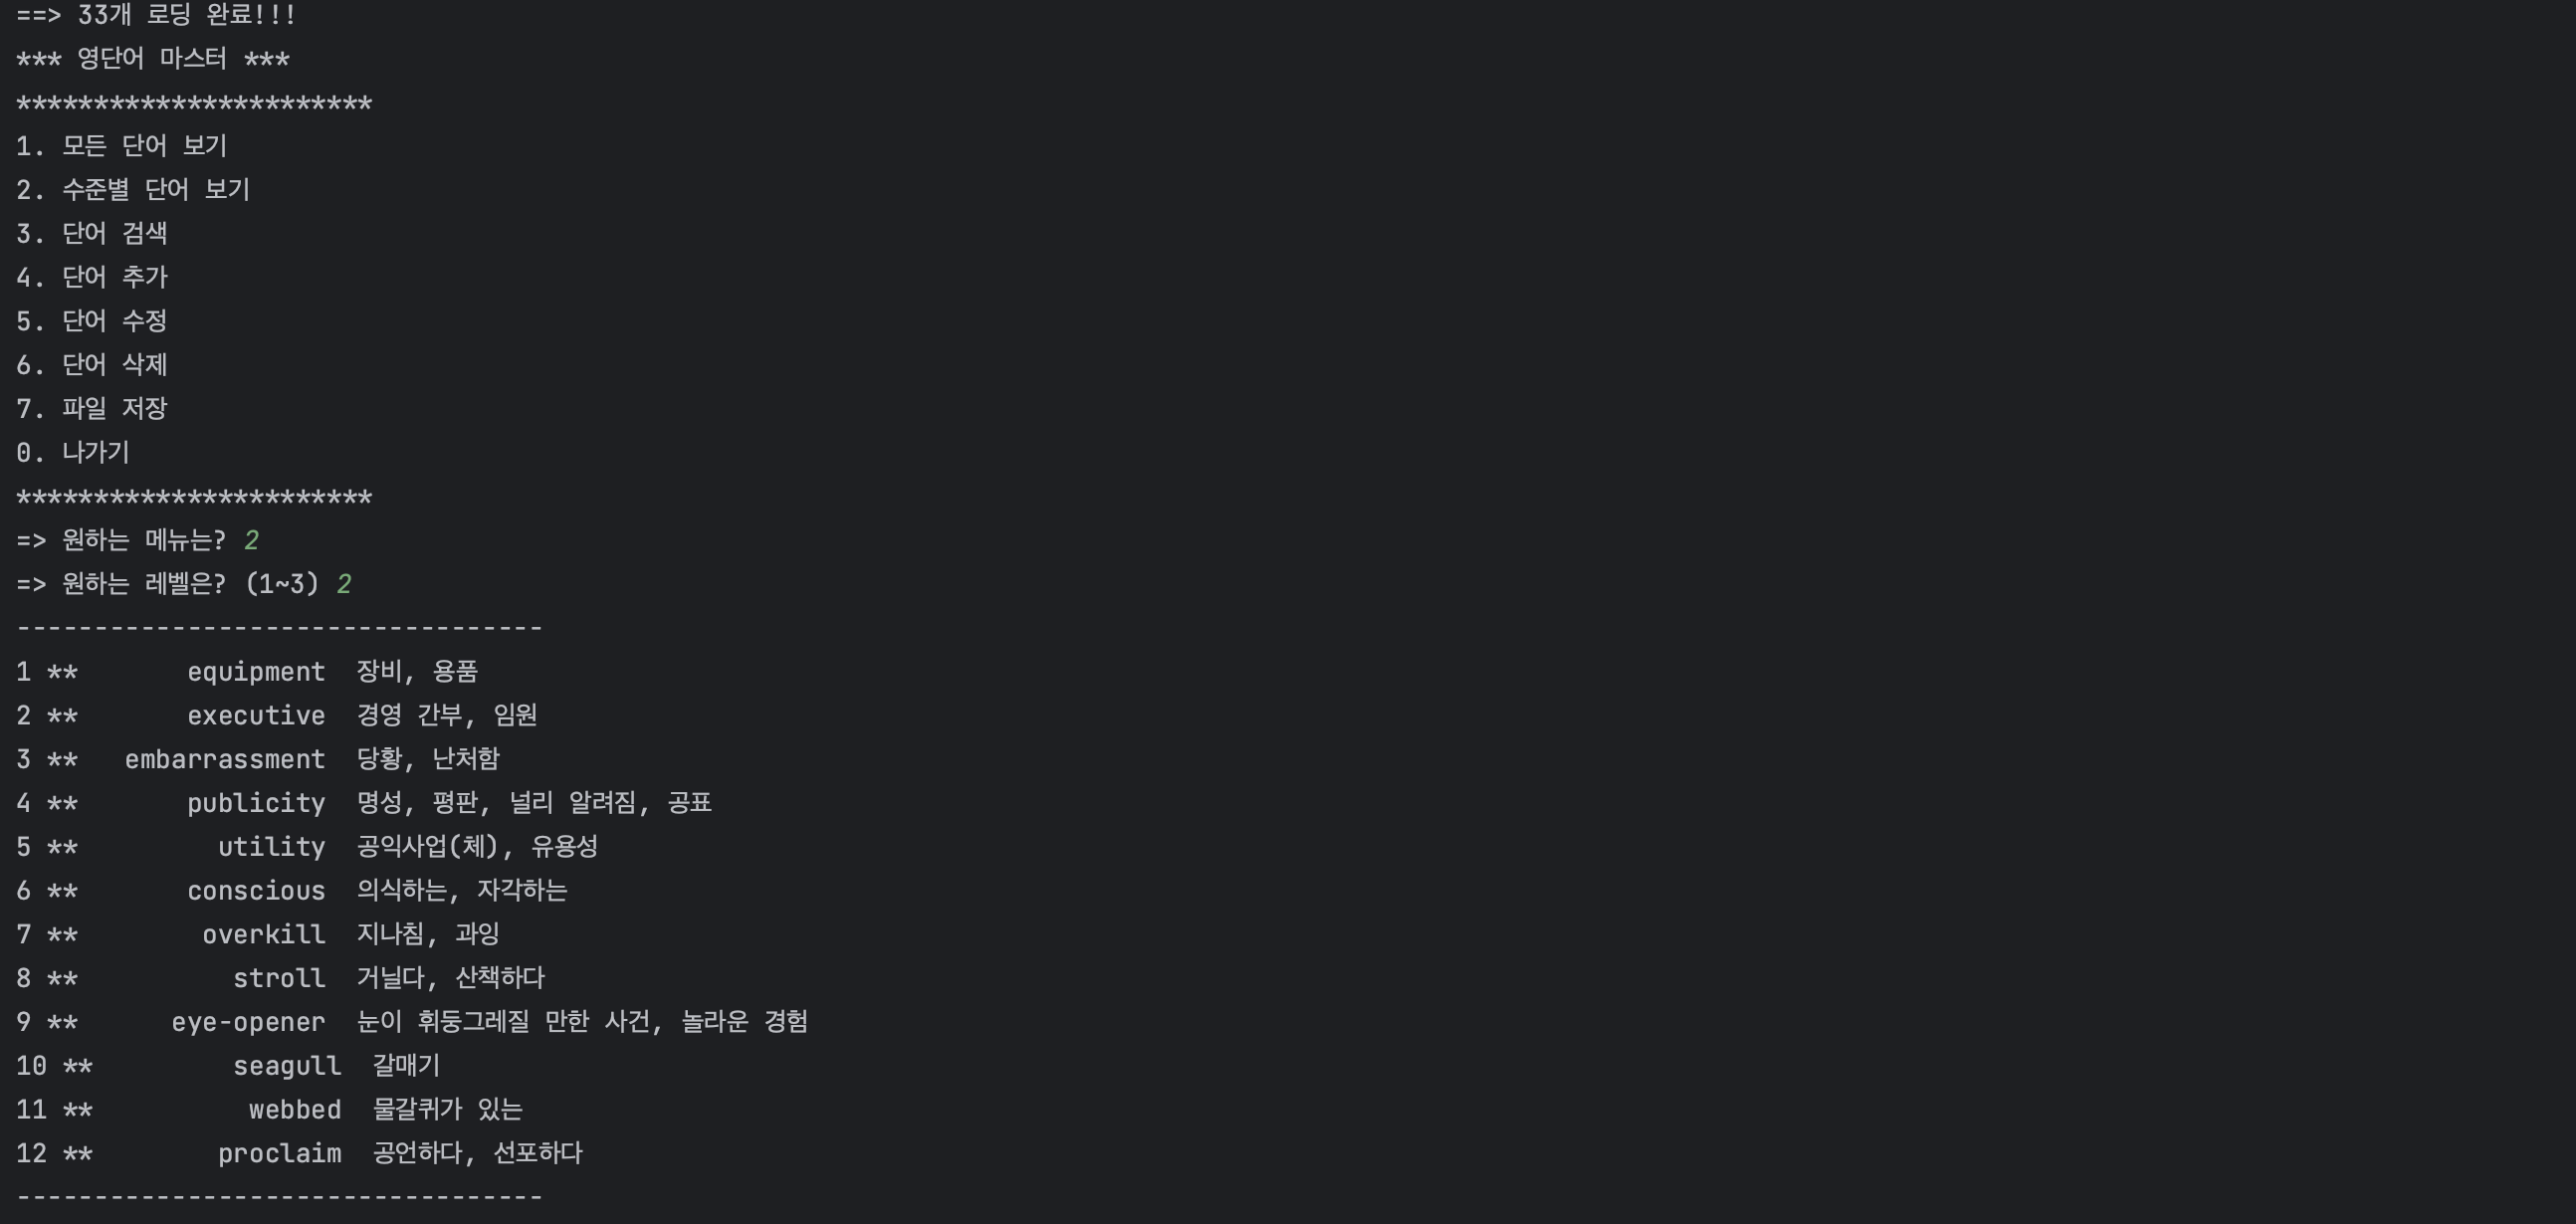 ==> 33개 로딩 완료!!!
*** 영단어 마스터 ***
***********************
1. 모든 단어 보기
2. 수준별 단어 보기
3. 단어 검색
4. 단어 추가
5. 단어 수정
6. 단어 삭제
7. 파일 저장
0. 나가기
***********************
=> 원하는 메뉴는? 2
=> 원하는 레벨은? (1~3) 2
----------------------------------
1 **       equipment  장비, 용품
2 **       executive  경영 간부, 임원
3 **   embarrassment  당황, 난처함
4 **       publicity  명성, 평판, 널리 알려짐, 공표
5 **         utility  공익사업(체), 유용성
6 **       conscious  의식하는, 자각하는
7 **        overkill  지나침, 과잉
8 **          stroll  거닐다, 산책하다
9 **      eye-opener  눈이 휘둥그레질 만한 사건, 놀라운 경험
10 **         seagull  갈매기
11 **          webbed  물갈퀴가 있는
12 **        proclaim  공언하다, 선포하다
----------------------------------